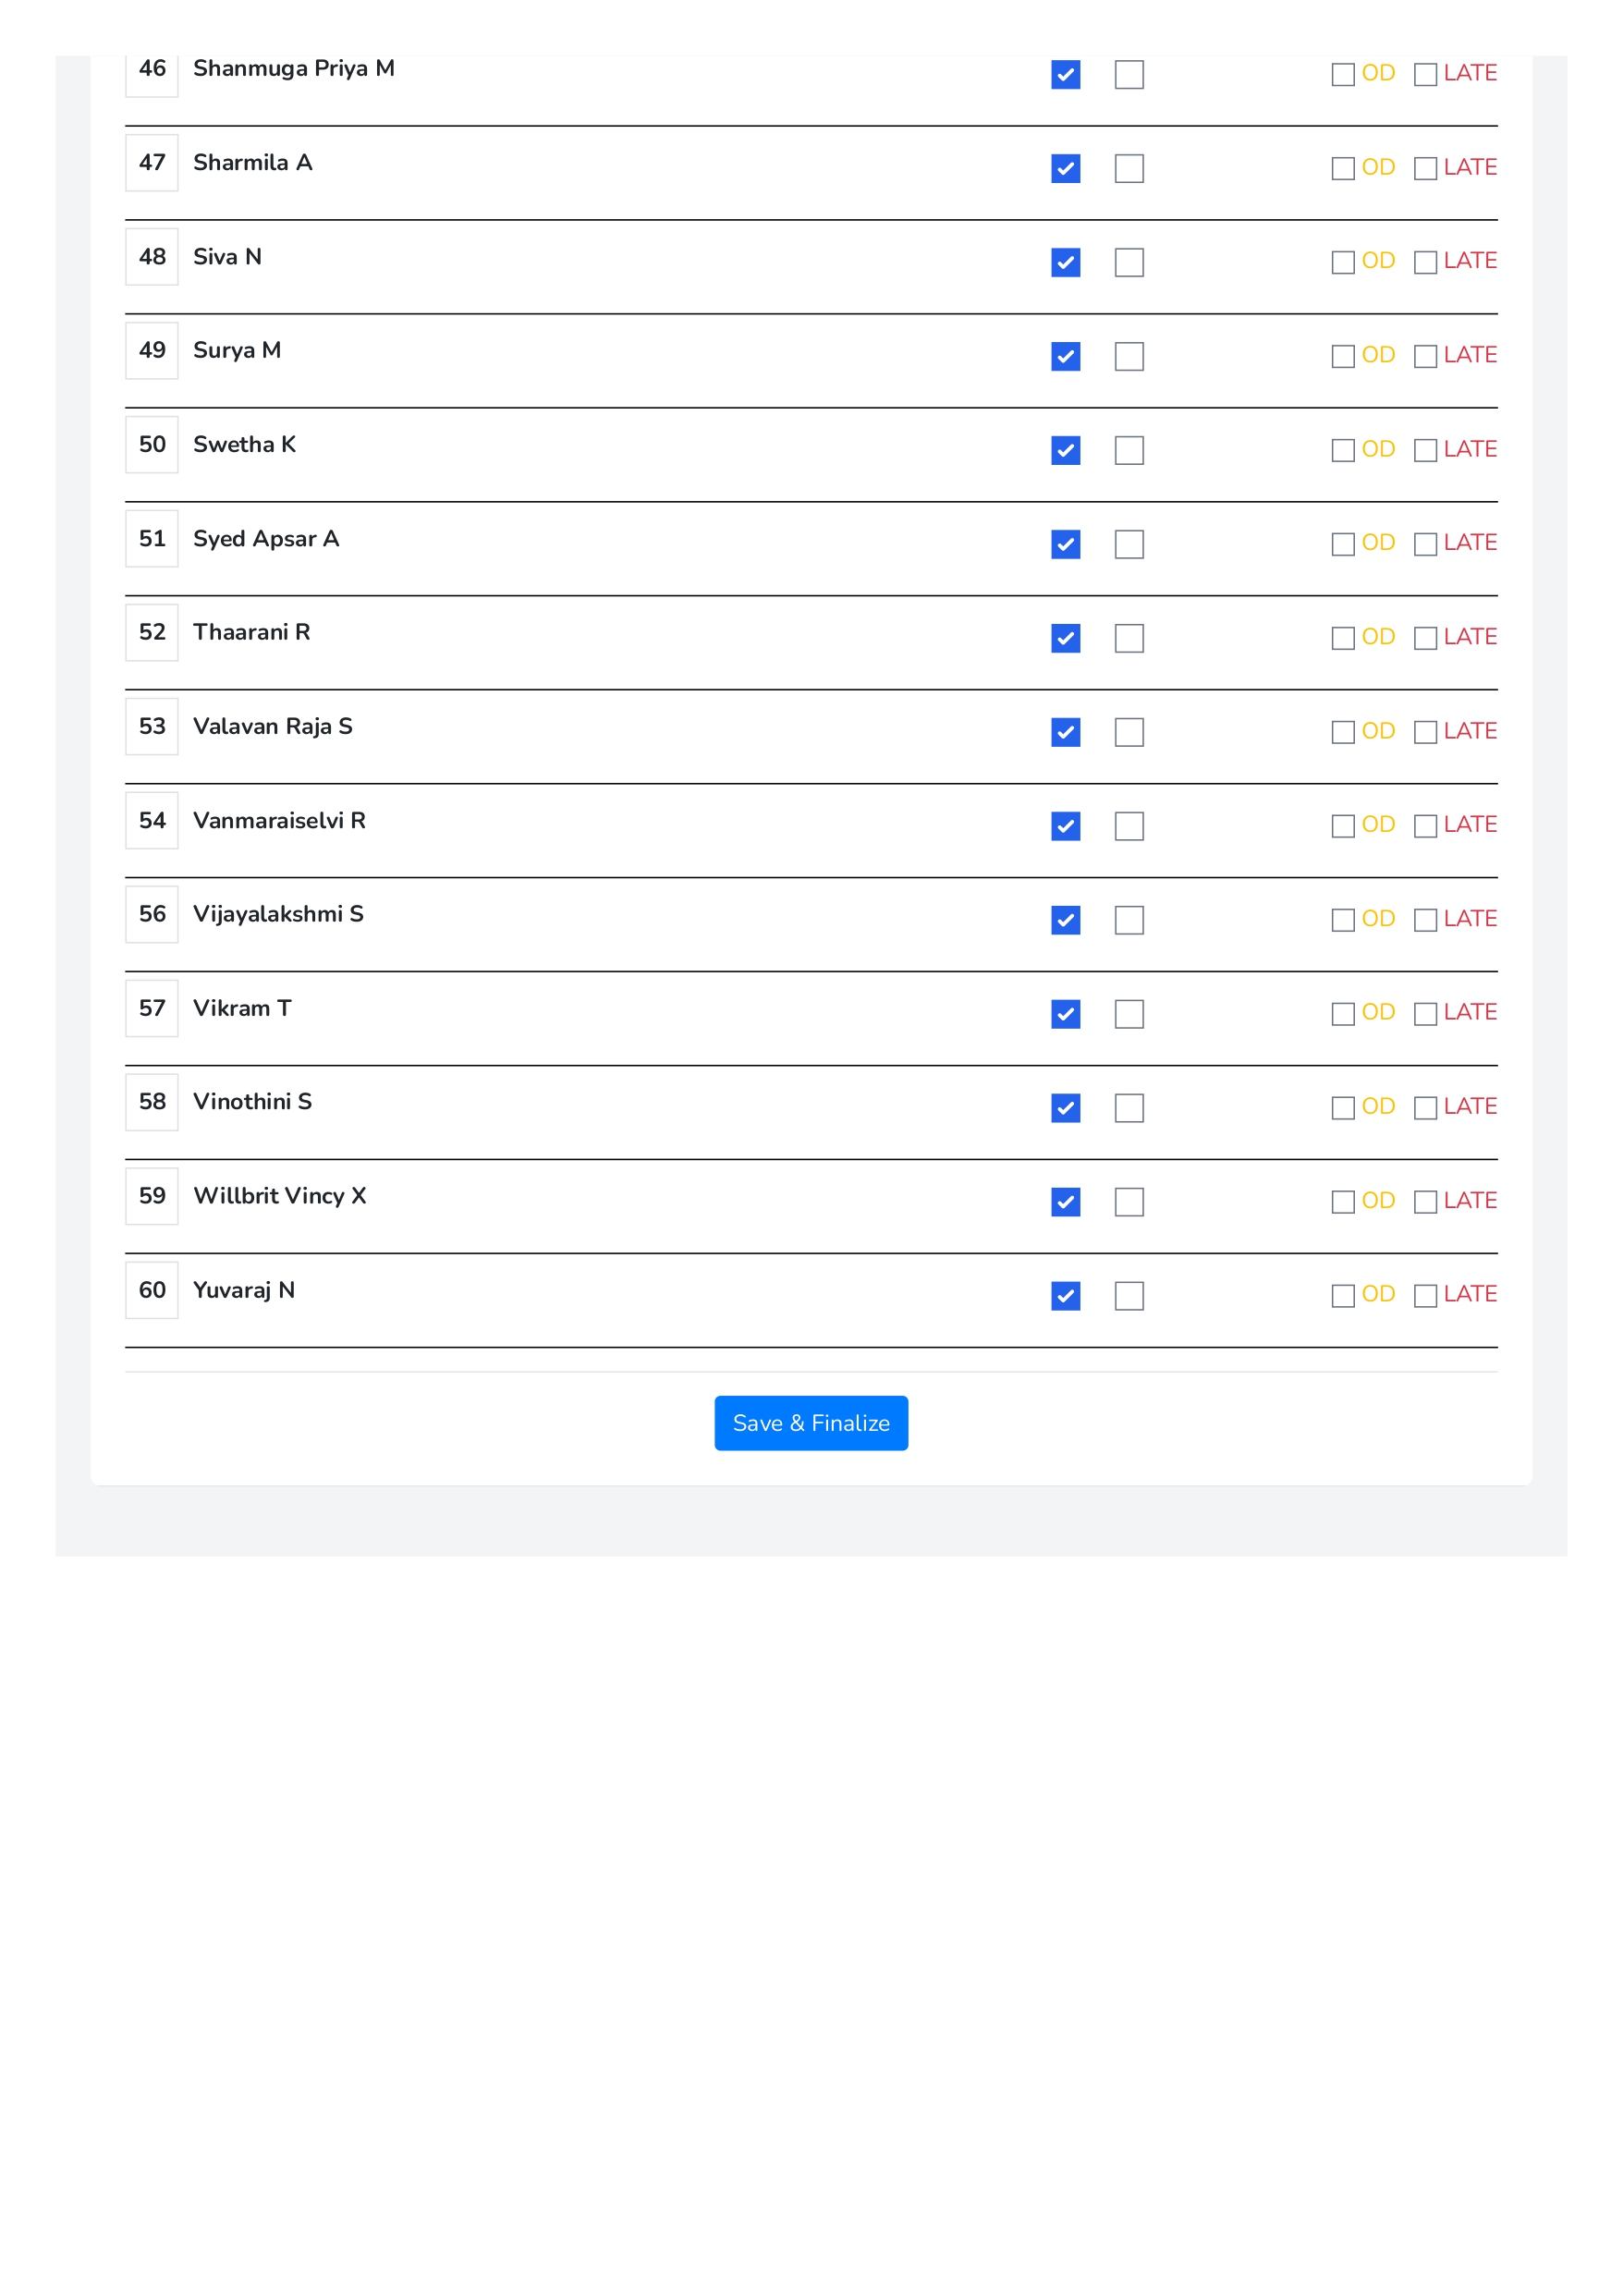 46 Shanmuga Priya M OD LATE
47 Sharmila A OD LATE
48 Siva N OD LATE
49 Surya M OD LATE
50 Swetha K OD LATE
51 Syed Apsar A OD LATE
52 Thaarani R OD LATE
53 Valavan Raja S OD LATE
54 Vanmaraiselvi R OD LATE
56 Vijayalakshmi S OD LATE
57 Vikram T OD LATE
58 Vinothini S OD LATE
59 Willbrit Vincy X OD LATE
60 Yuvaraj N OD LATE
Save & Finalize